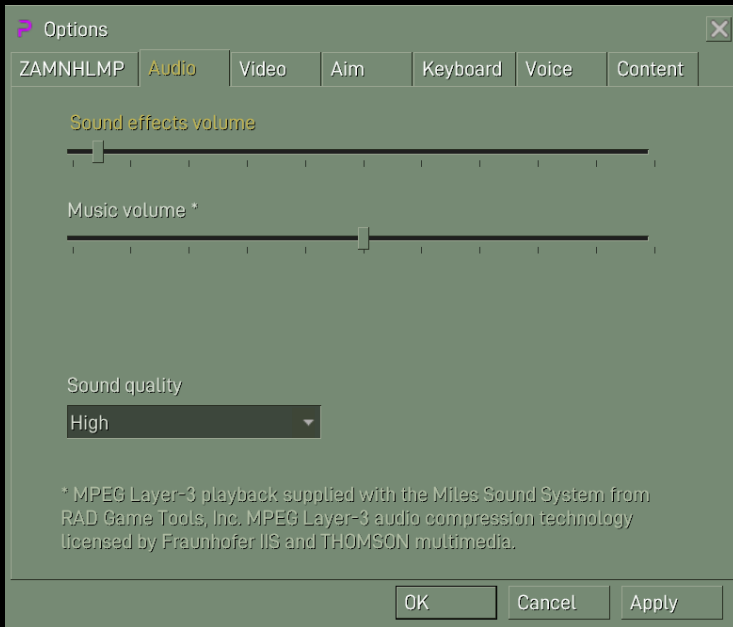 Options
ZAMNHLMP Audio Video Aim Keyboard Voice Content
Sound effects volume
Music volume *
Sound quality
High
* MPEG Layer-3 playback supplied with the Miles Sound System from
RAD Game Tools, Inc. MPEG Layer-3 audio compression technology
licensed by Fraunhofer IIS and THOMSON multimedia.
OK Cancel Apply